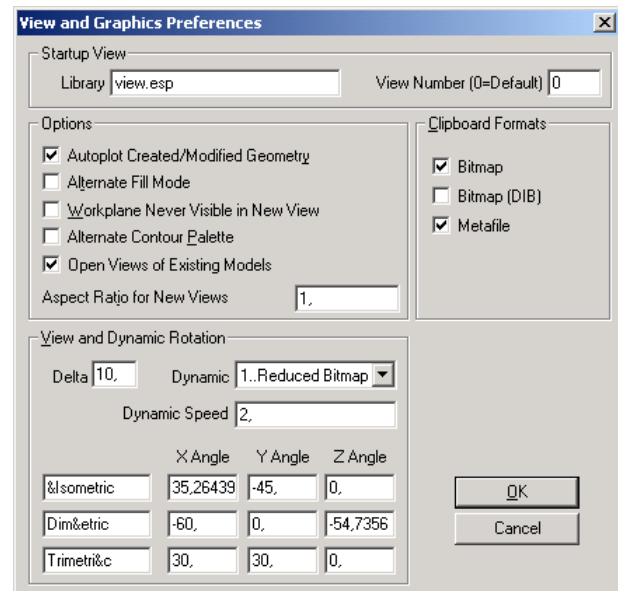 View and Graphics Preferences
Startup View
Library view.esp View Number (0=Default) 0
Options
Autoplot Created/Modified Geometry
Alternate Fill Mode
Workplane Never Visible in New View
Alternate Contour Palette
Open Views of Existing Models
Aspect Ratio for New Views 1,
Clipboard Formats
Bitmap
Bitmap (DIB)
Metafile
View and Dynamic Rotation
Delta 10, Dynamic 1..Reduced Bitmap
Dynamic Speed 2,
X Angle Y Angle Z Angle
&Isometric 35,26439 -45, 0,
Dim&etric -60, 0, -54,7356
Trimetri&c 30, 30, 0,
OK
Cancel